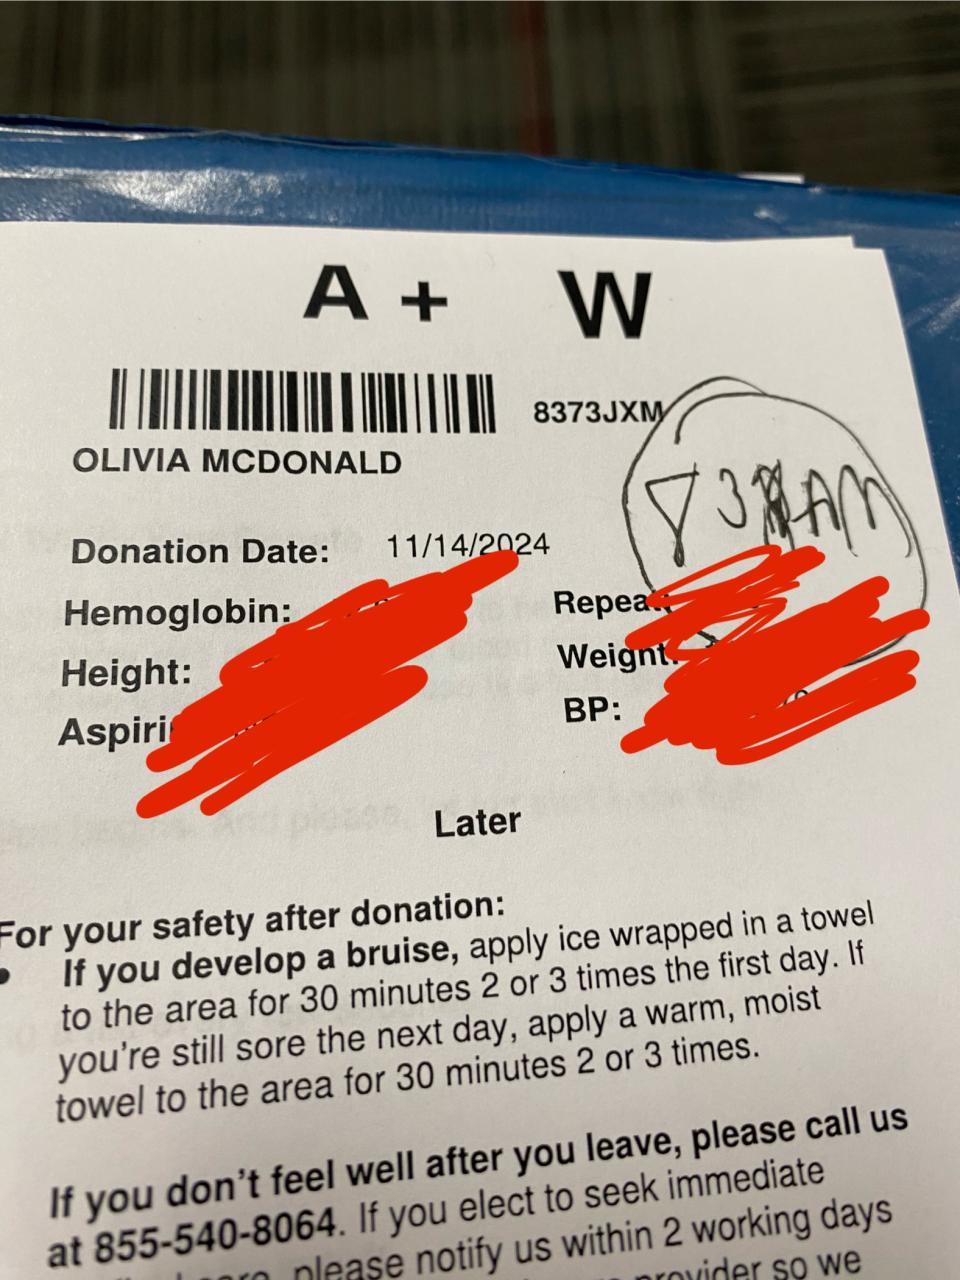 A + W
8373JXM
OLIVIA MCDONALD
Donation Date: 11/14/2024
Hemoglobin:
Height:
BP:
Later
For your safety after donation:
• If you develop a bruise, apply ice wrapped in a towel
to the area for 30 minutes 2 or 3 times the first day. If
you're still sore the next day, apply a warm, moist
towel to the area for 30 minutes 2 or 3 times.
If you don't feel well after you leave, please call us
at 855-540-8064. If you elect to seek immediate
please notify us within 2 working days
provider so we